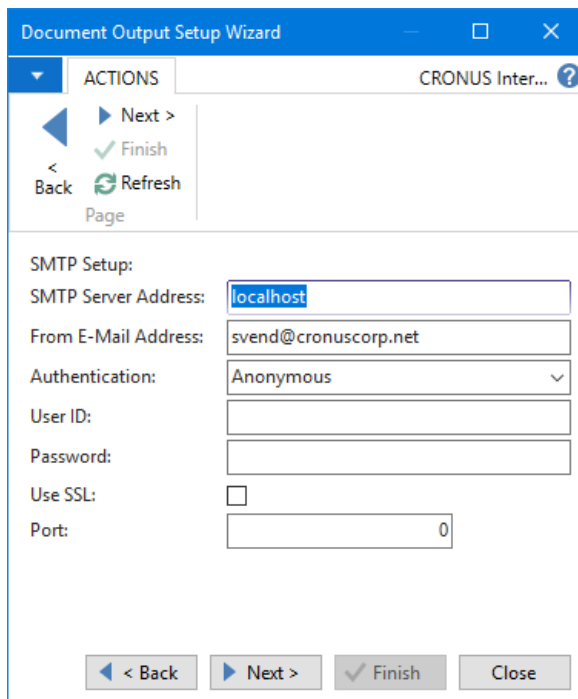 Document Output Setup Wizard
ACTIONS
CRONUS Inter... ?
< Back
Next >
Finish
Refresh
Page
SMTP Setup:
SMTP Server Address: localhost
From E-Mail Address: svend@cronuscorp.net
Authentication: Anonymous
User ID:
Password:
Use SSL:
Port: 0
< Back Next > Finish Close